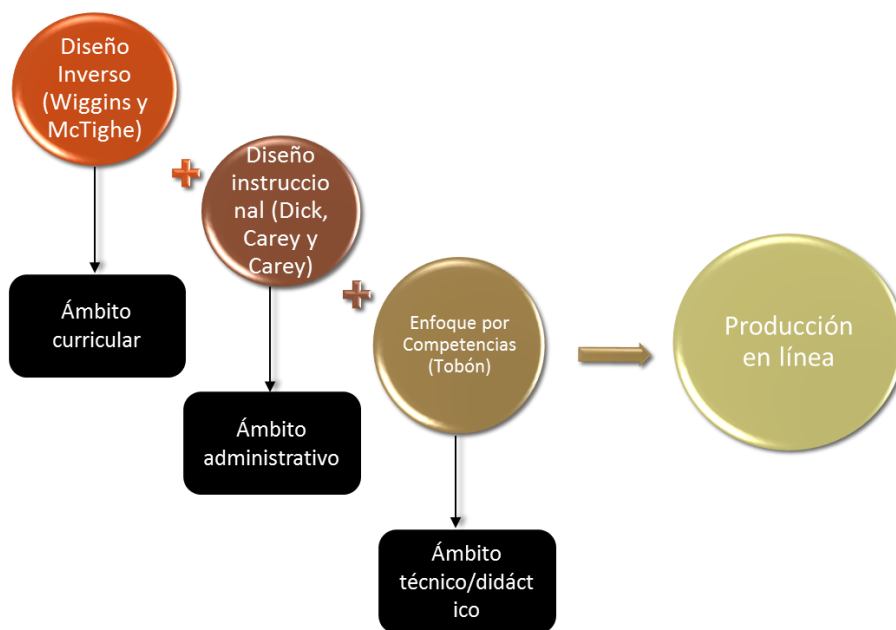 Diseño
Inverso
(Wiggins y
McTighe)
Diseño
instruccio
nal (Dick,
Carey y
Carey)
Enfoque por
Competencias
(Tobón)
Producción
en línea
Ámbito
curricular
Ámbito
administrativo
Ámbito
técnico/didáct
ico